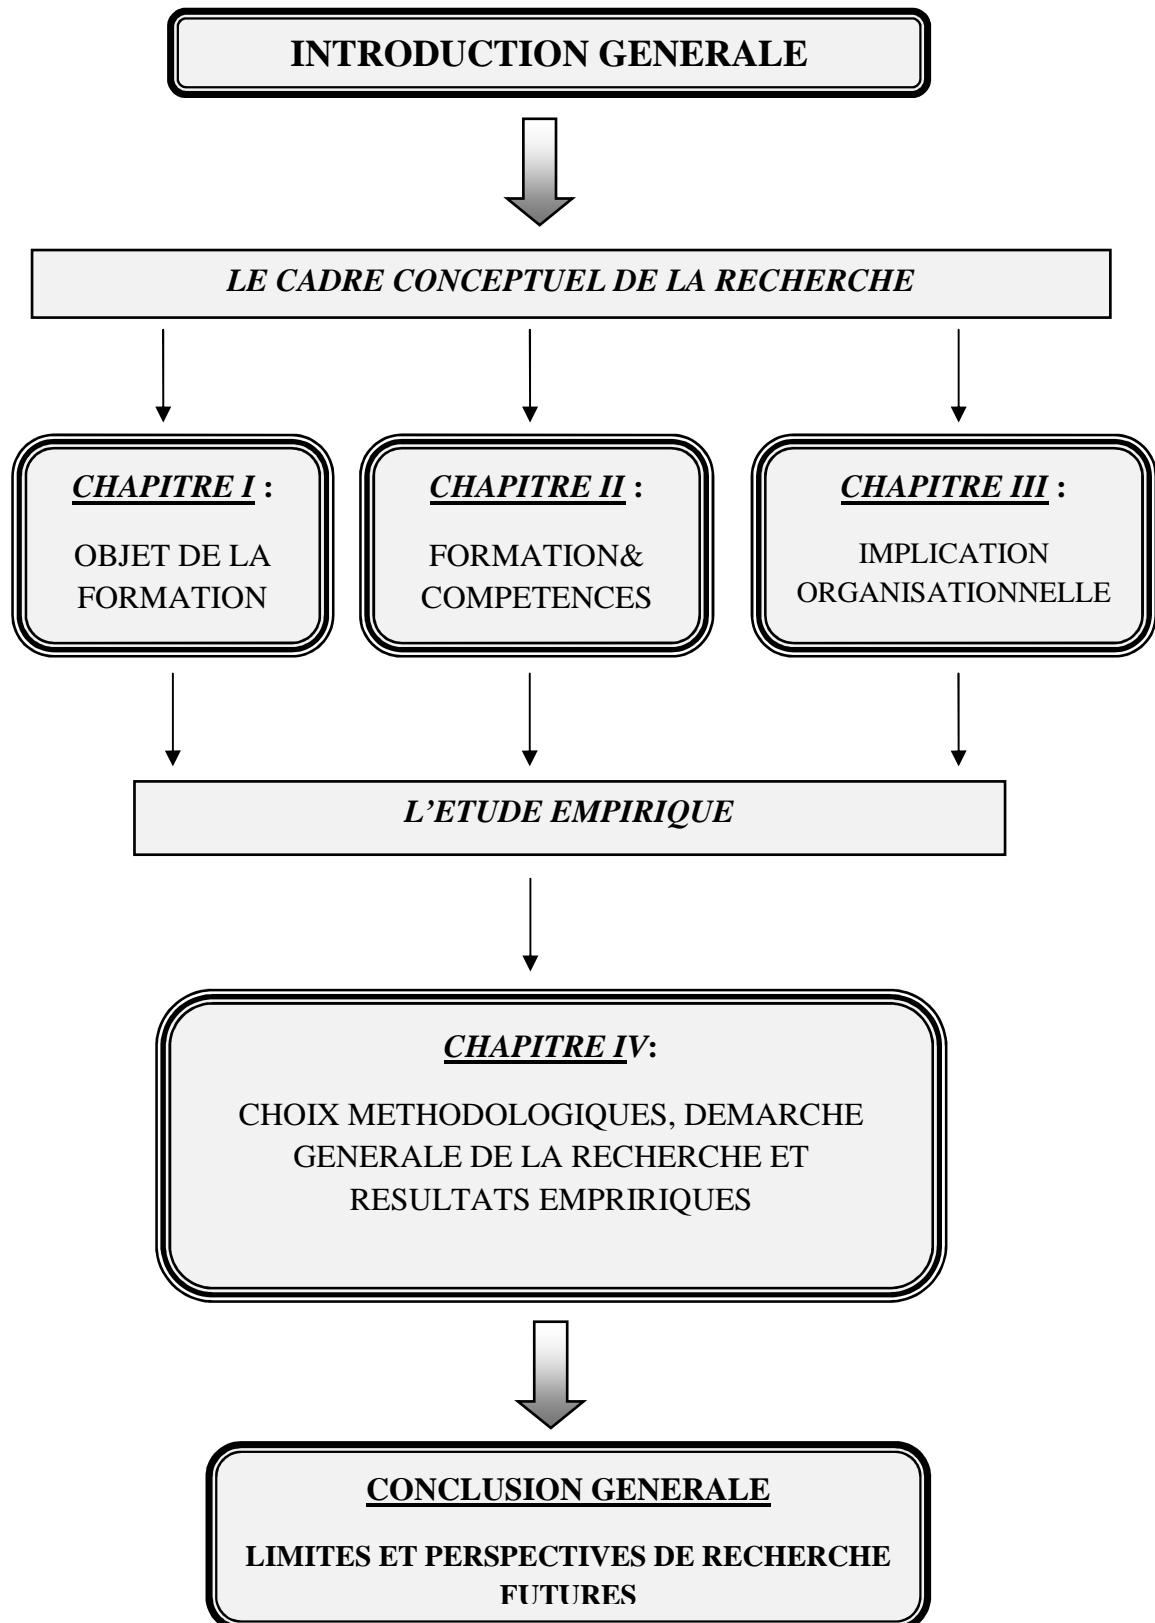 INTRODUCTION GENERALE
LE CADRE CONCEPTUEL DE LA RECHERCHE
CHAPITRE I :
OBJET DE LA
FORMATION
CHAPITRE II :
FORMATION&
COMPETENCES
CHAPITRE III :
IMPLICATION
ORGANISATIONNELLE
L’ETUDE EMPIRIQUE
CHAPITRE IV:
CHOIX METHODOLOGIQUES, DEMARCHE
GENERALE DE LA RECHERCHE ET
RESULTATS EMPRIRIQUES
CONCLUSION GENERALE
LIMITES ET PERSPECTIVES DE RECHERCHE
FUTURES